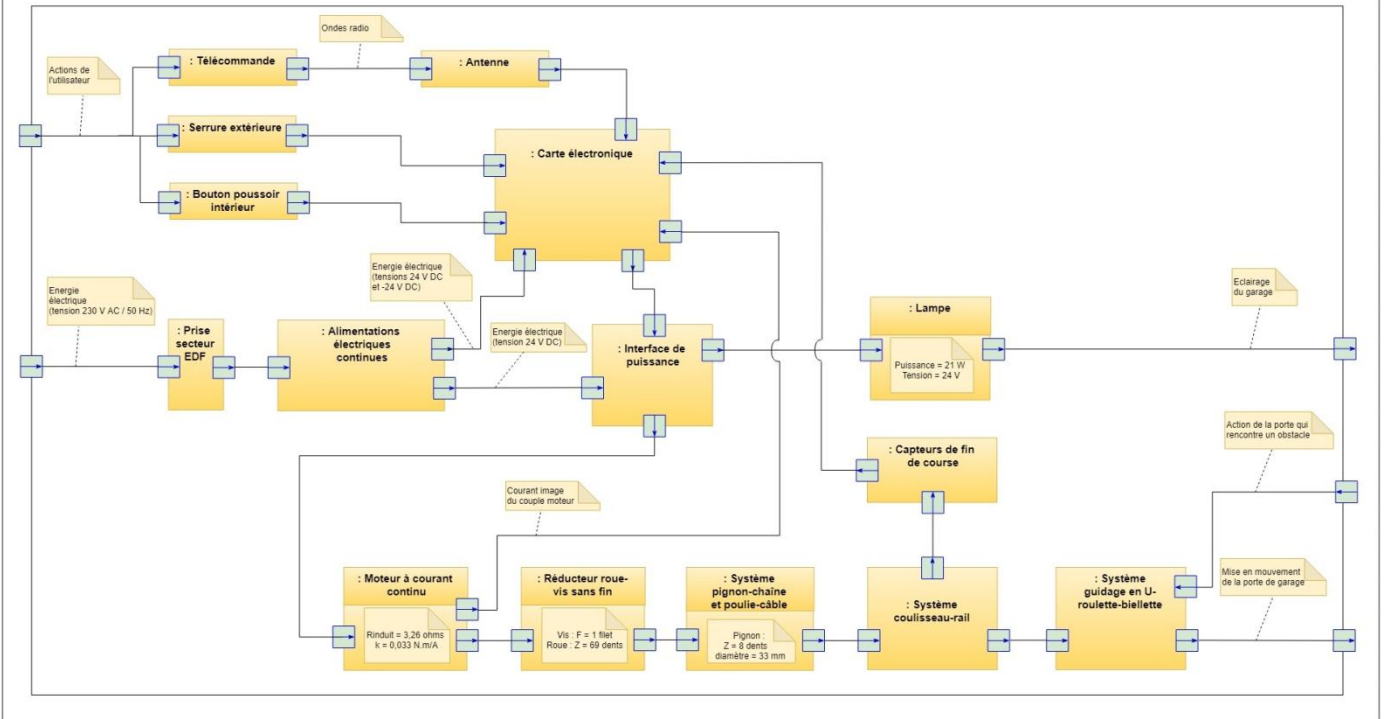 Ondes radio
Actions de
l'utilisateur
: Télécommande
: Antenne
: Serrure extérieure
: Carte électronique
: Bouton poussoir
intérieur
Energie
électrique
(tension 230 V AC / 50 Hz)
Energie électrique
(tensions 24 V DC
et -24 V DC)
Eclairage
du garage
: Prise
secteur
EDF
: Alimentations
électriques
continues
Energie électrique
(tension 24 V DC)
: Interface de
puissance
: Lampe
Puissance = 21 W
Tension = 24 V
Action de la porte qui
rencontre un obstacle
: Capteurs de fin
de course
Courant image
du couple moteur
Mise en mouvement
de la porte de garage
: Moteur à courant
continu
Rinduit = 3,26 ohms
k = 0,033 N.m/A
: Réducteur roue-
vis sans fin
Vis : F = 1 filet
Roue : Z = 69 dents
: Système
pignon-chaîne
et poulie-câble
Pignon :
Z = 8 dents
diamètre = 33 mm
: Système
coulisseau-rail
: Système
guidage en U-
roulette-biellette